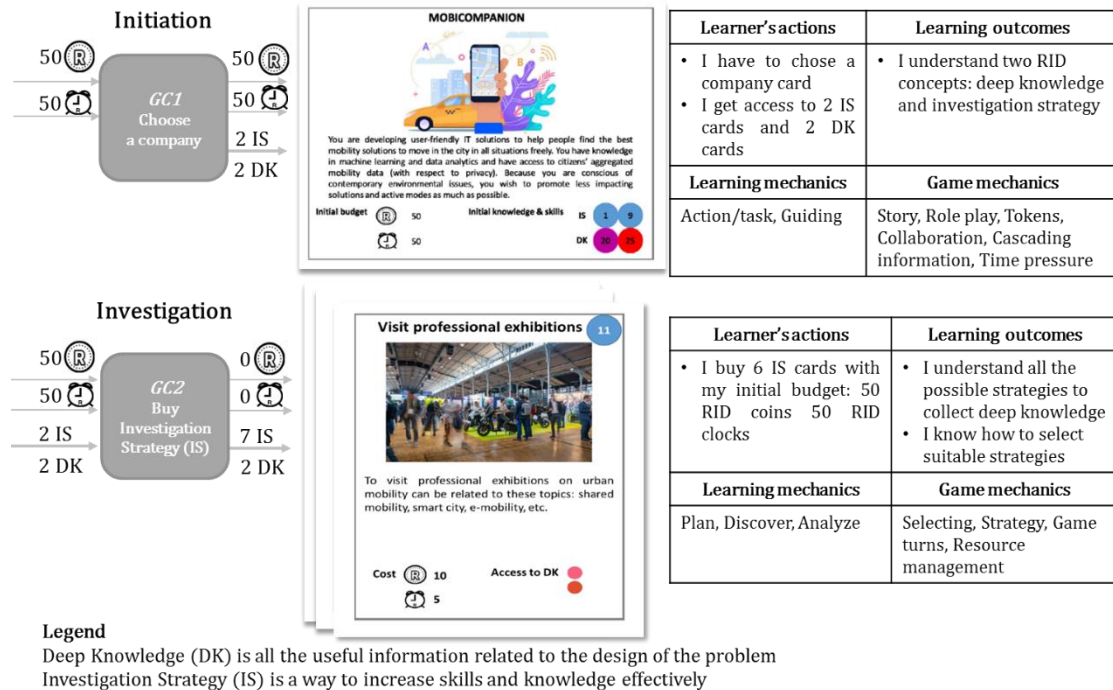 Initiation
50 R
50
GC1
Choose
a company
50 R
50
2 IS
2 DK
MOBICOMPANION
A
B
You are developing user-friendly IT solutions to help people find the best
mobility solutions to move in the city in all situations freely. You have knowledge
in machine learning and data analytics and have access to citizens' aggregated
mobility data (with respect to privacy). Because you are conscious of
contemporary environmental issues, you wish to promote less impacting
solutions and active modes as much as possible.
Initial budget R 50 Initial knowledge & skills IS 1 9
50 DK 20 25
Learner's actions
• I have to chose a
company card
• I get access to 2 IS
cards and 2 DK
cards
Learning outcomes
• I understand two RID
concepts: deep knowledge
and investigation strategy
Learning mechanics
Action/task, Guiding
Game mechanics
Story, Role play, Tokens,
Collaboration, Cascading
information, Time pressure
Investigation
50 R
50
2 IS
2 DK
GC2
Buy
Investigation
Strategy (IS)
0 R
0
7 IS
2 DK
Visit professional exhibitions 11
To visit professional exhibitions on urban
mobility can be related to these topics: shared
mobility, smart city, e-mobility, etc.
Cost R 10 Access to DK
5
Learner's actions
• I buy 6 IS cards with
my initial budget: 50
RID coins 50 RID
clocks
Learning outcomes
• I understand all the
possible strategies to
collect deep knowledge
• I know how to select
suitable strategies
Learning mechanics
Plan, Discover, Analyze
Game mechanics
Selecting, Strategy, Game
turns, Resource
management
Legend
Deep Knowledge (DK) is all the useful information related to the design of the problem
Investigation Strategy (IS) is a way to increase skills and knowledge effectively